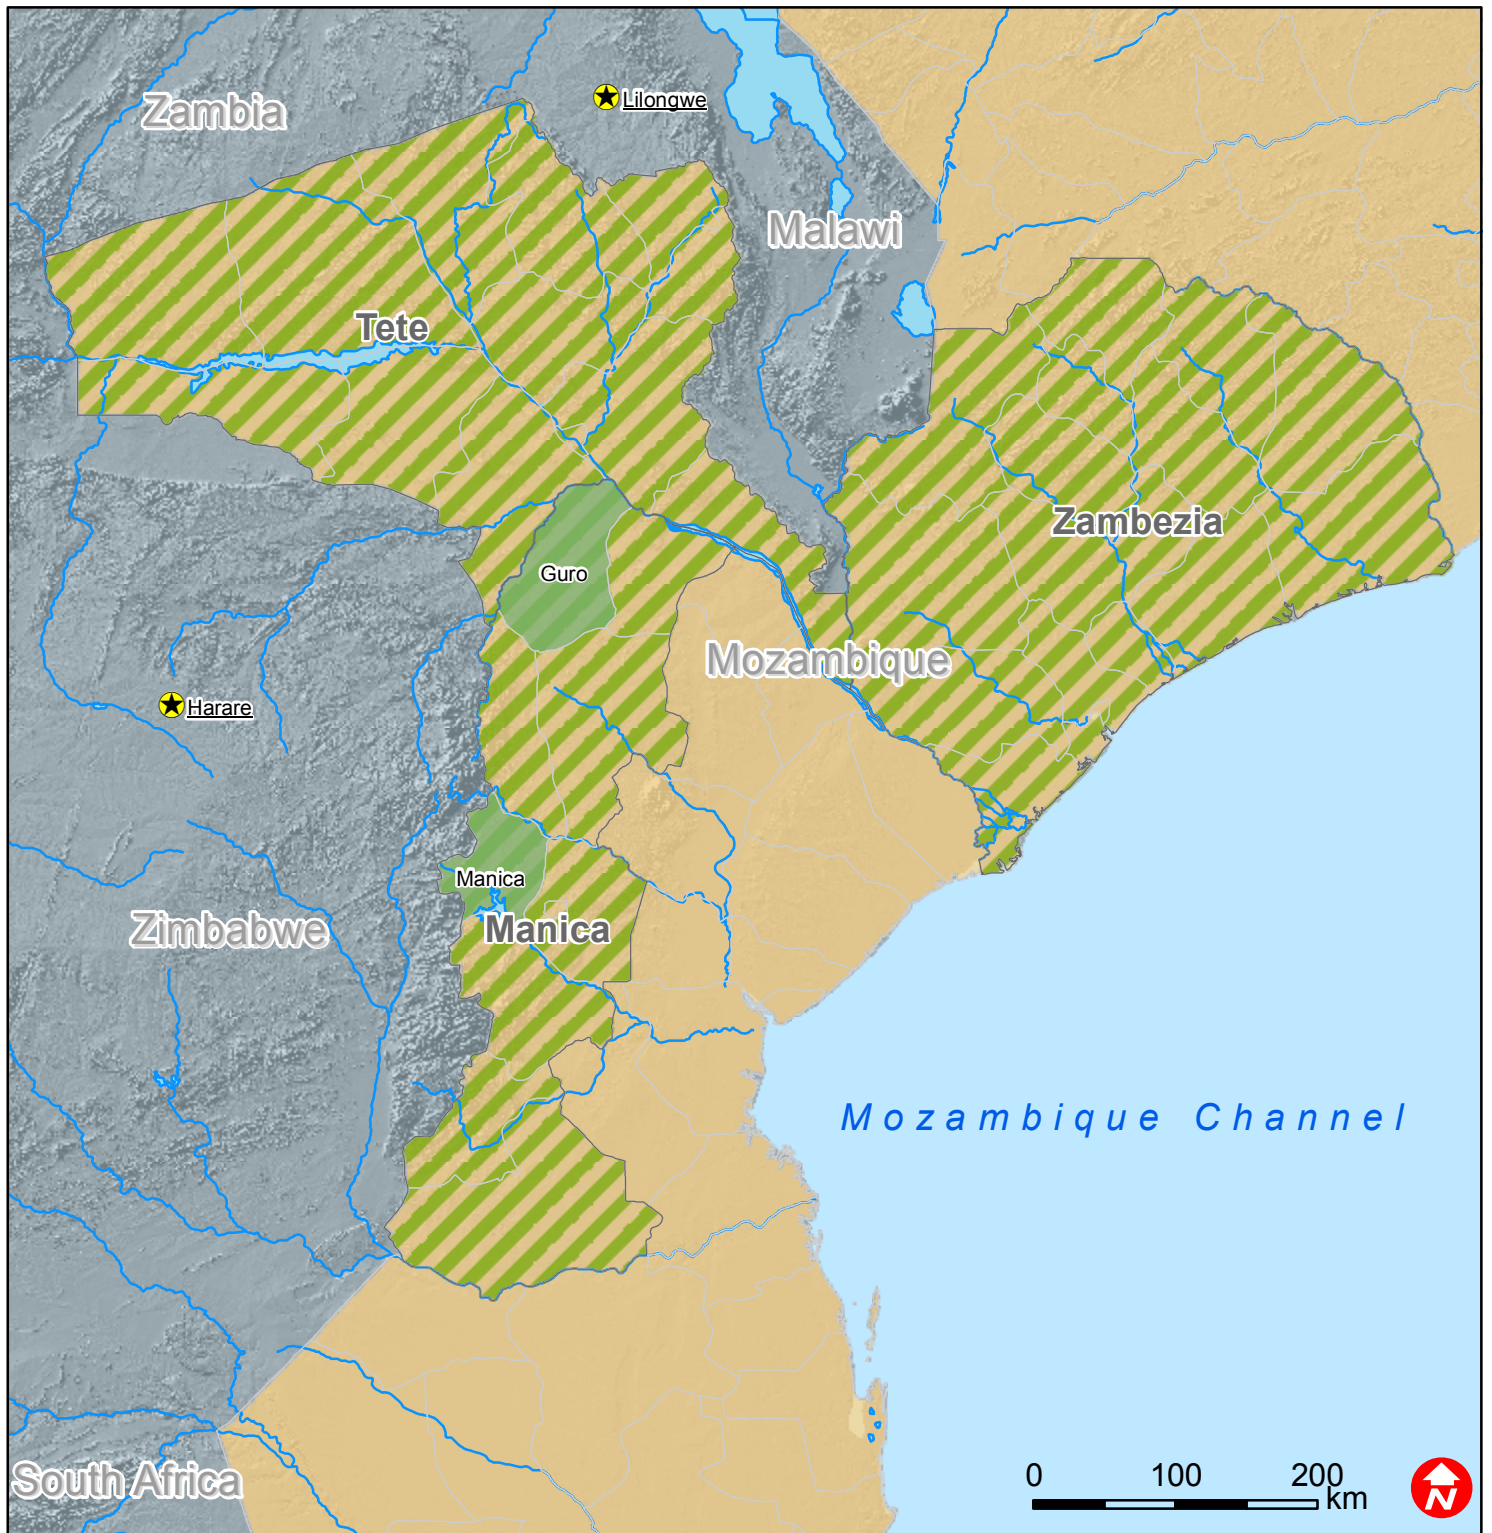 Lilongwe
Zambia
Malawi
Tete
Zambezia
Guro
Mozambique
Harare
Manica
Manica
Zimbabwe
Mozambique Channel
South Africa
0 100 200
km
N